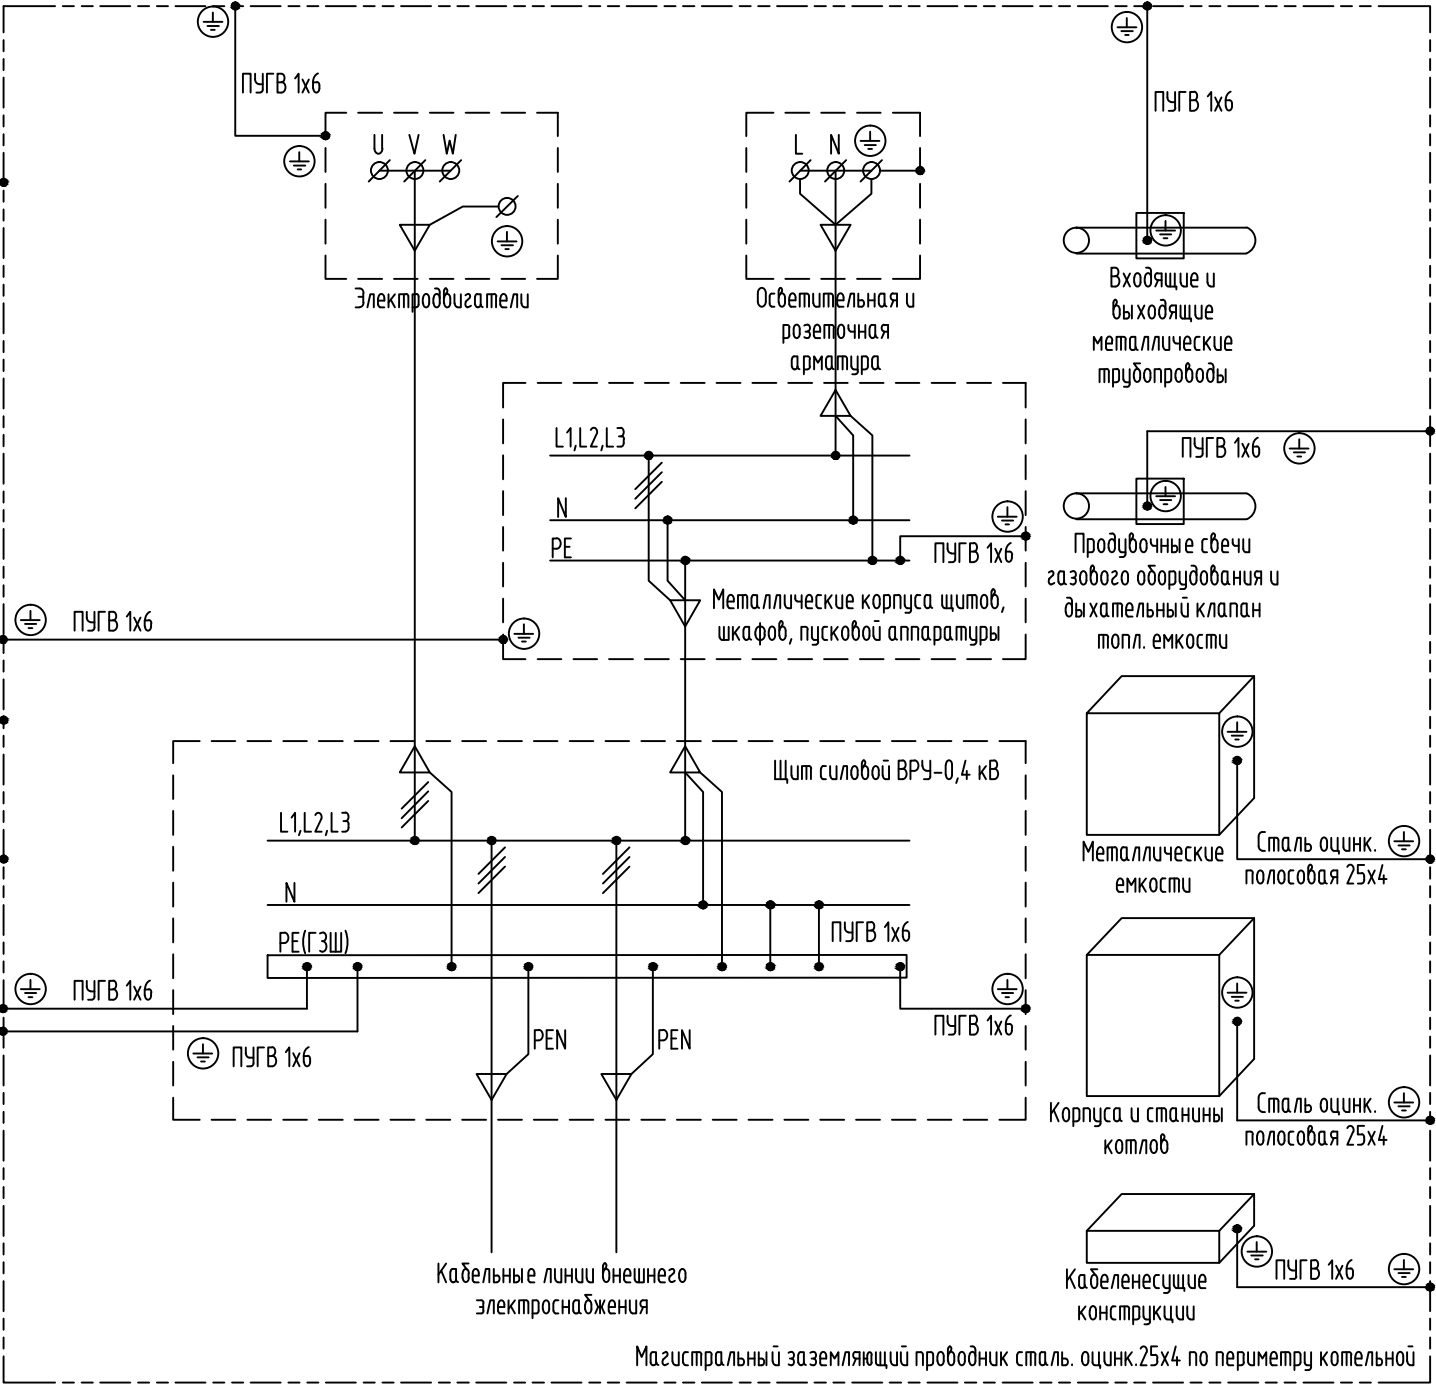 ПУГВ 1х6
ПУГВ 1х6
U V W
L N
Электродвигатели
Осветительная и
розеточная
арматура
Входящие и
выходящие
металлические
трубопроводы
L1,L2,L3
N
PE
ПУГВ 1х6
ПУГВ 1х6
Металлические корпуса щитов,
шкафов, пусковой аппаратуры
Продувочные свечи
газового оборудования и
дыхательный клапан
топл. емкости
ПУГВ 1х6
Щит силовой ВРУ-0,4 кВ
L1,L2,L3
N
PE(ГЗШ)
ПУГВ 1х6
Металлические
емкости
Сталь оцинк.
полосовая 25х4
ПУГВ 1х6
ПУГВ 1х6
PEN
PEN
ПУГВ 1х6
Корпуса и станины
котлов
Сталь оцинк.
полосовая 25х4
Кабельные линии внешнего
электроснабжения
Кабеленесущие
конструкции
ПУГВ 1х6
Магистральный заземляющий проводник сталь. оцинк.25х4 по периметру котельной